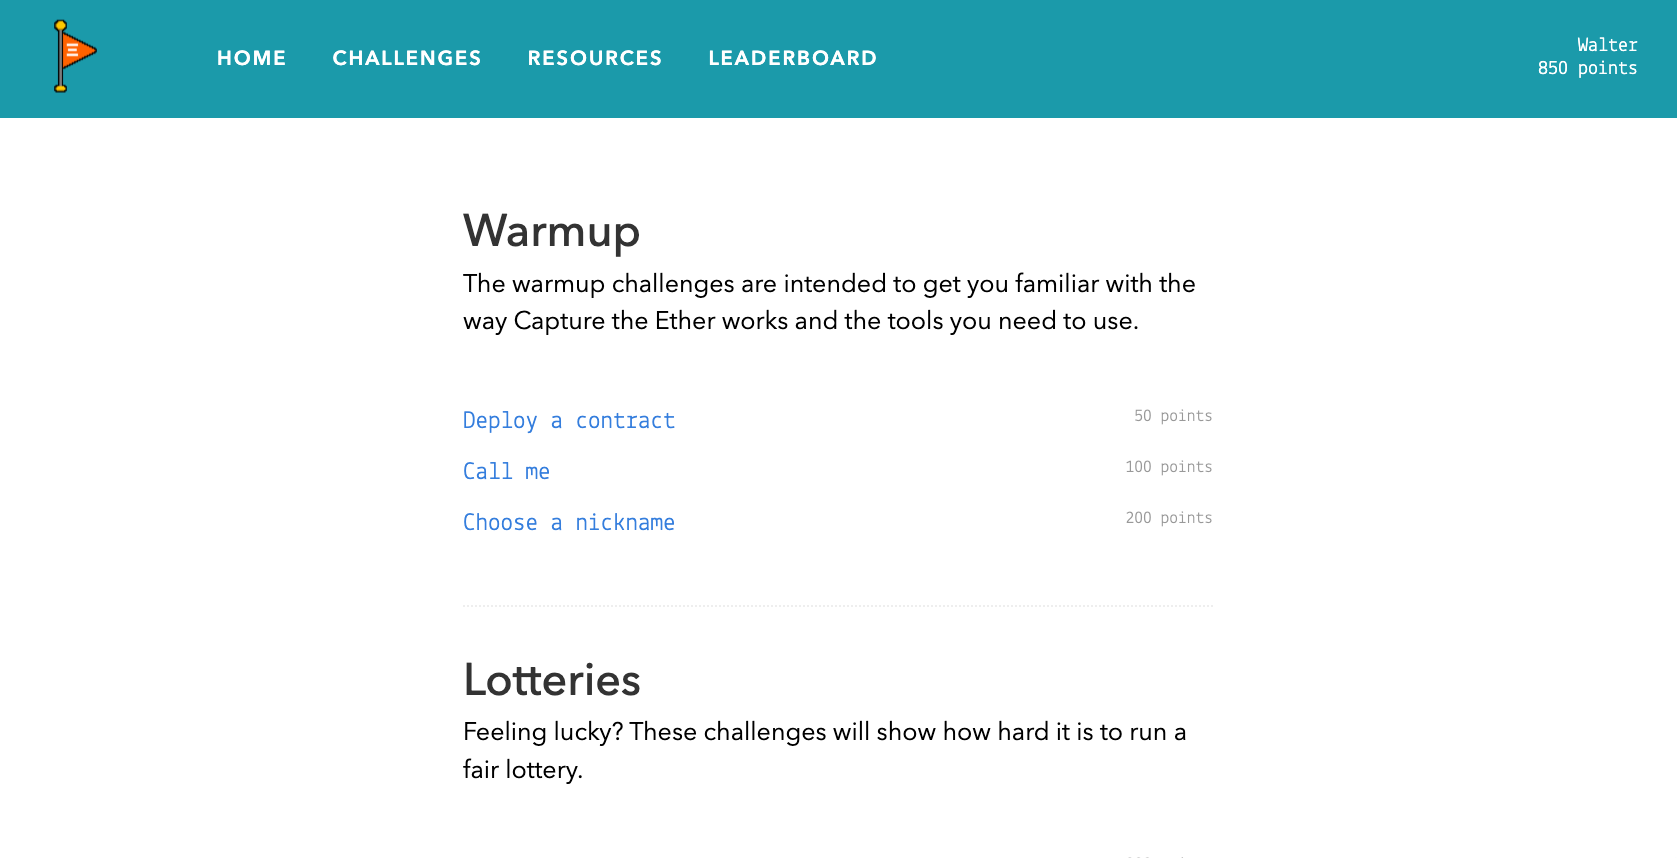 HOME CHALLENGES RESOURCES LEADERBOARD
Walter
850 points
Warmup
The warmup challenges are intended to get you familiar with the
way Capture the Ether works and the tools you need to use.
Deploy a contract 50 points
Call me 100 points
Choose a nickname 200 points
Lotteries
Feeling lucky? These challenges will show how hard it is to run a
fair lottery.